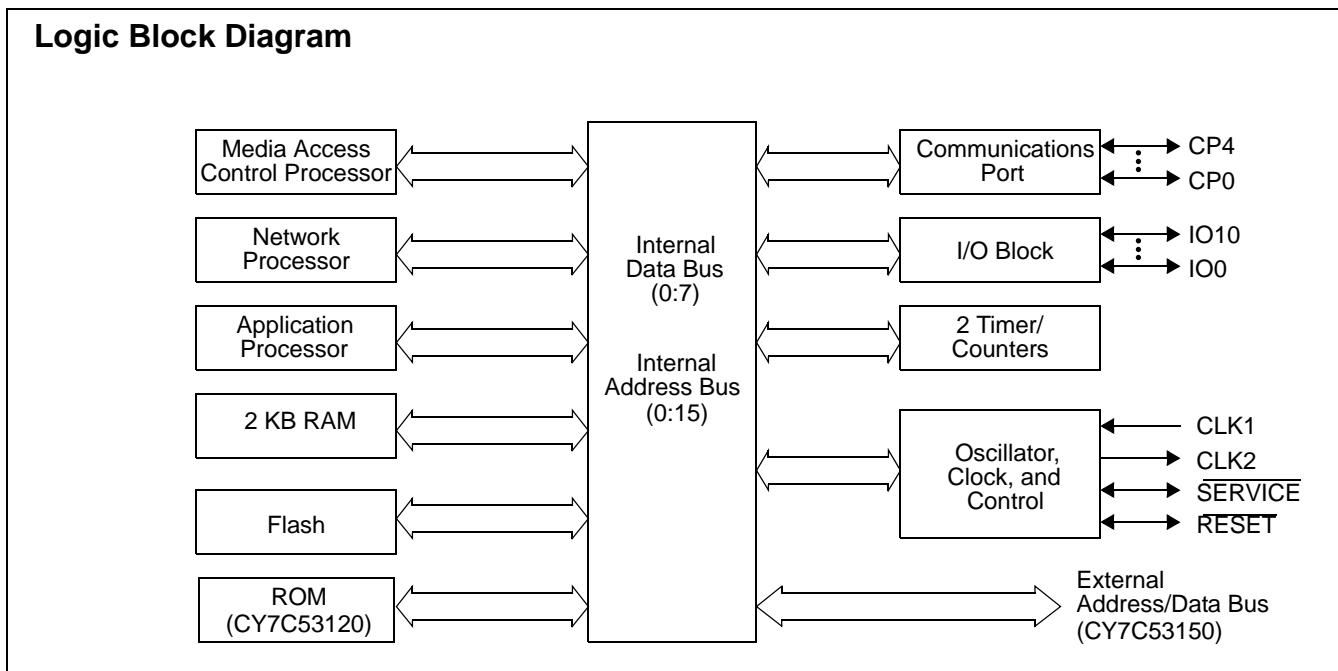 Logic Block Diagram
Media Access
Control Processor
Network
Processor
Application
Processor
2 KB RAM
Flash
ROM
(CY7C53120)
Internal
Data Bus
(0:7)
Internal
Address Bus
(0:15)
Communications
Port
I/O Block
2 Timer/
Counters
Oscillator,
Clock, and
Control
CP4
CP0
IO10
IO0
CLK1
CLK2
SERVICE
RESET
External
Address/Data Bus
(CY7C53150)